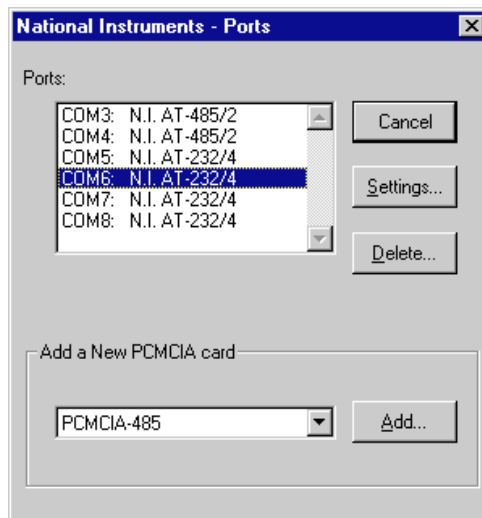 National Instruments - Ports
Ports:
COM3: N.I. AT-485/2
COM4: N.I. AT-485/2
COM5: N.I. AT-232/4
COM6: N.I. AT-232/4
COM7: N.I. AT-232/4
COM8: N.I. AT-232/4
Cancel
Settings...
Delete...
Add a New PCMCIA card
PCMCIA-485
Add...